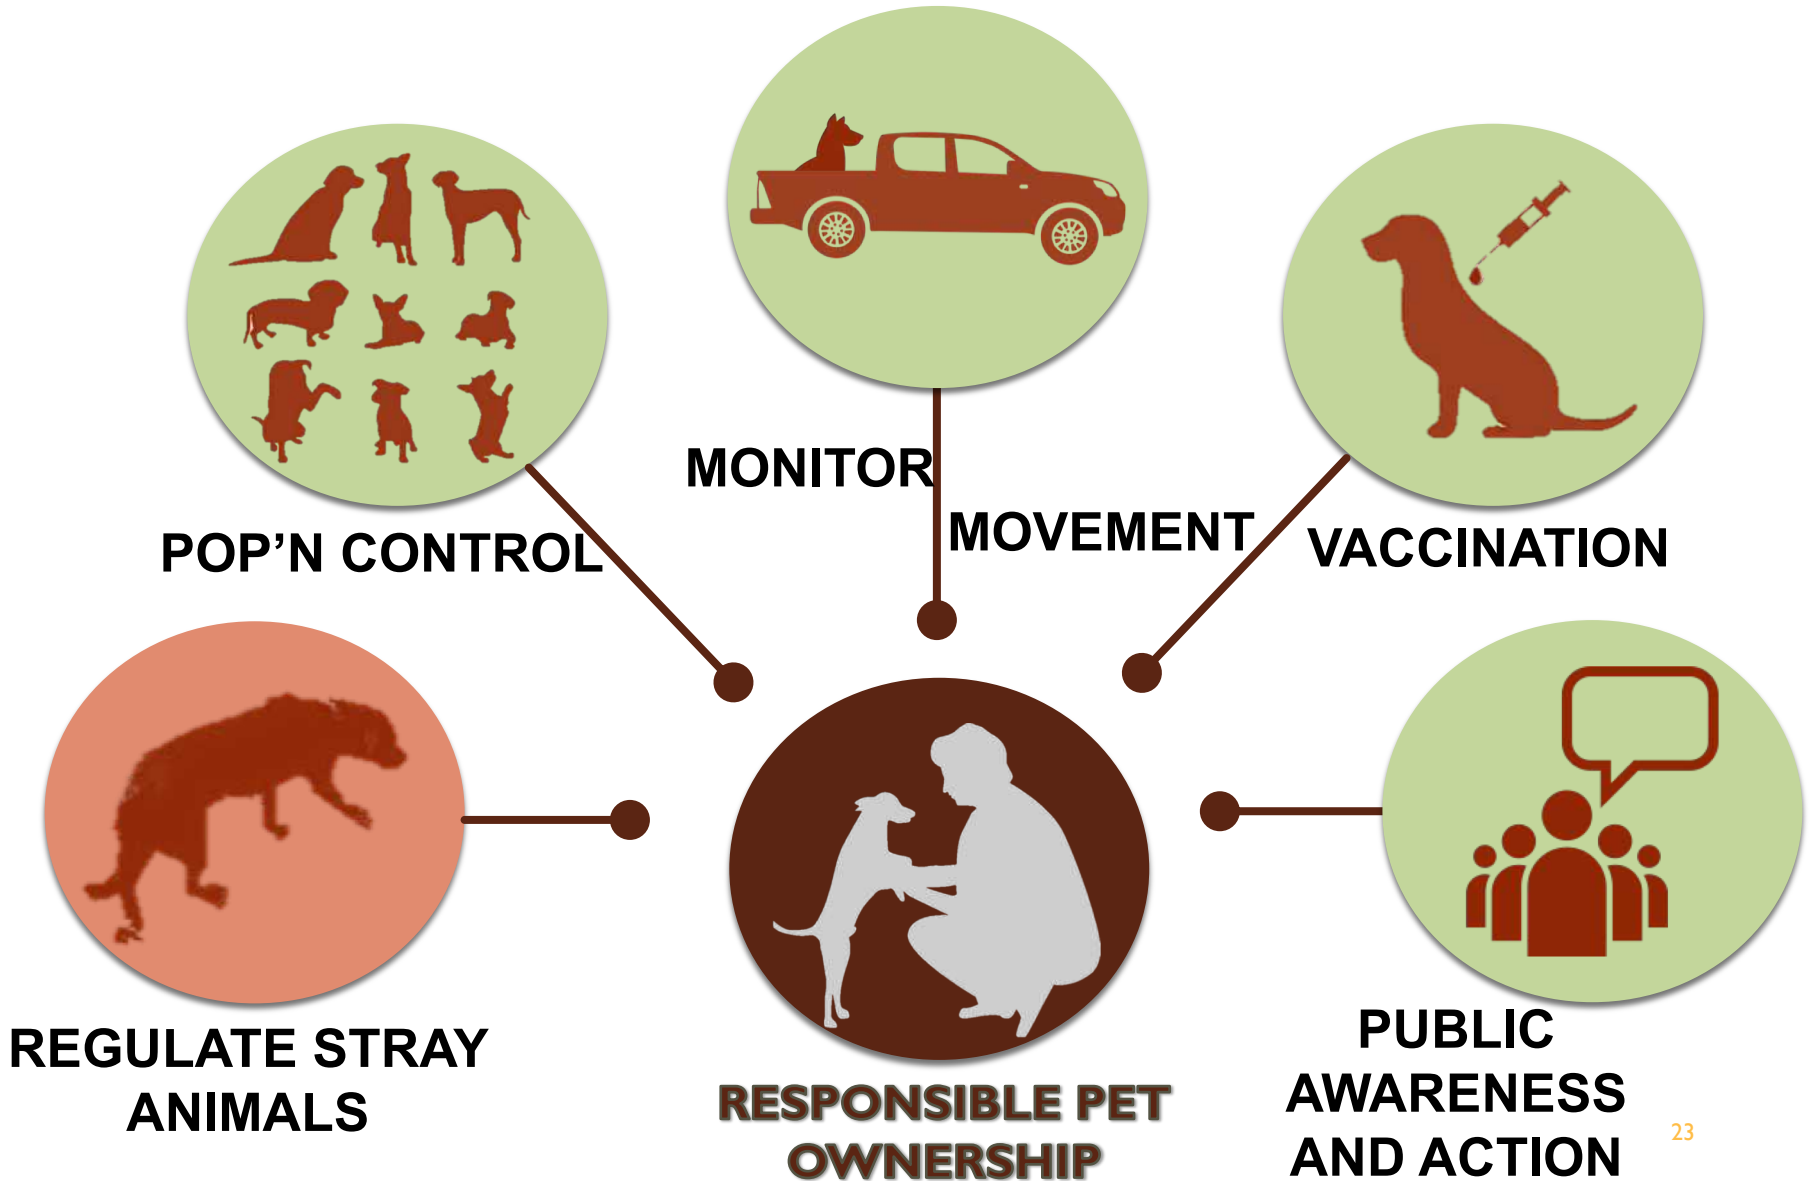 MONITOR
MOVEMENT
POP’N CONTROL
VACCINATION
REGULATE STRAY
ANIMALS
RESPONSIBLE PET
OWNERSHIP
PUBLIC
AWARENESS
AND ACTION
23